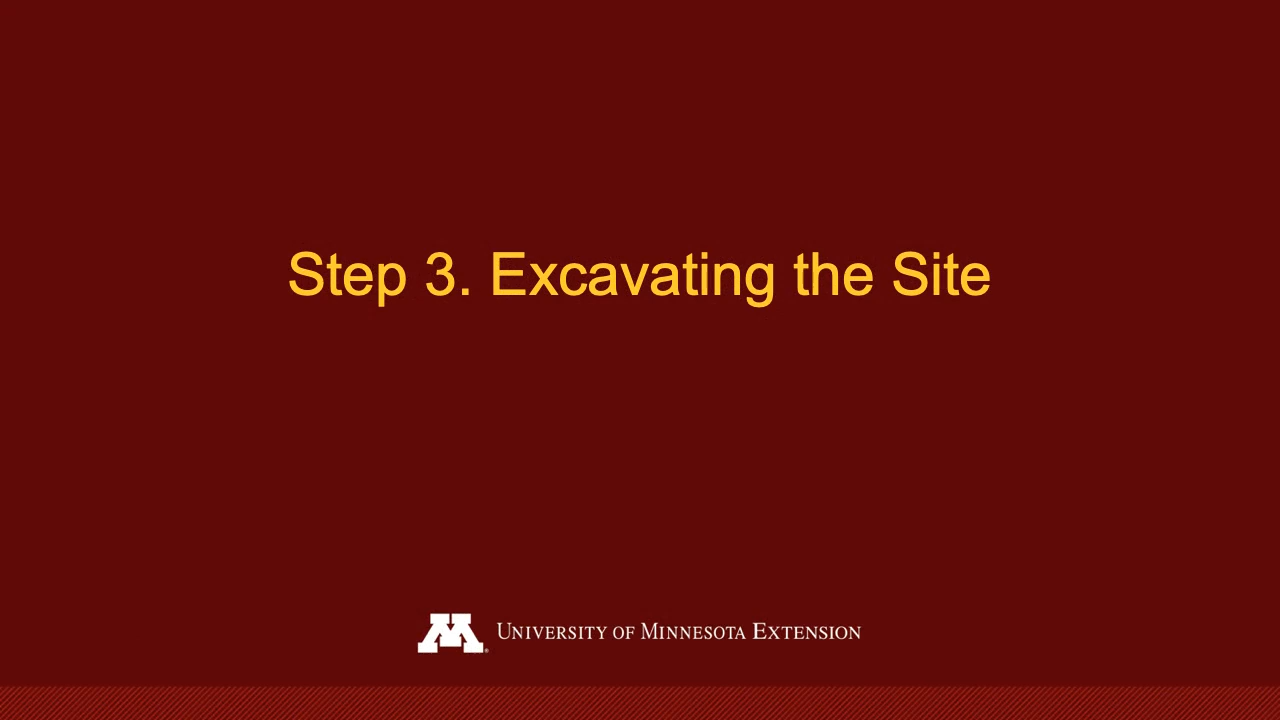 Step 3. Excavating the Site
M
UNIVERSITY OF MINNESOTA EXTENSION